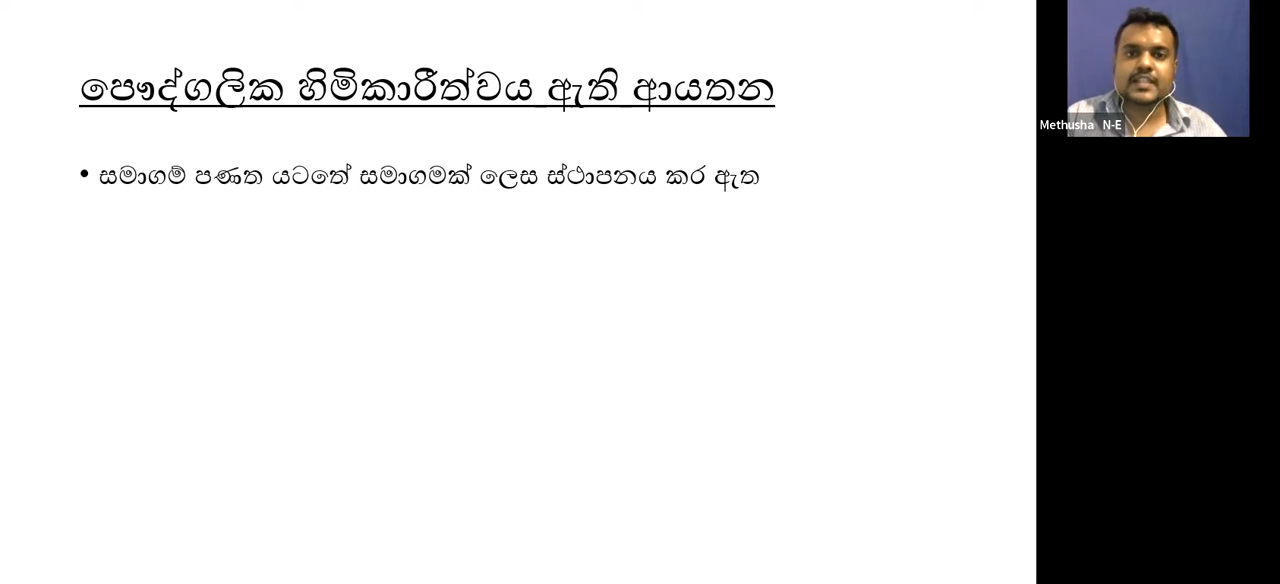 පෞද්ගලික හිමිකාරීත්වය ඇති ආයතන
• සමාගම් පණත යටතේ සමාගමක් ලෙස ස්ථාපනය කර ඇත
Methusha N-E